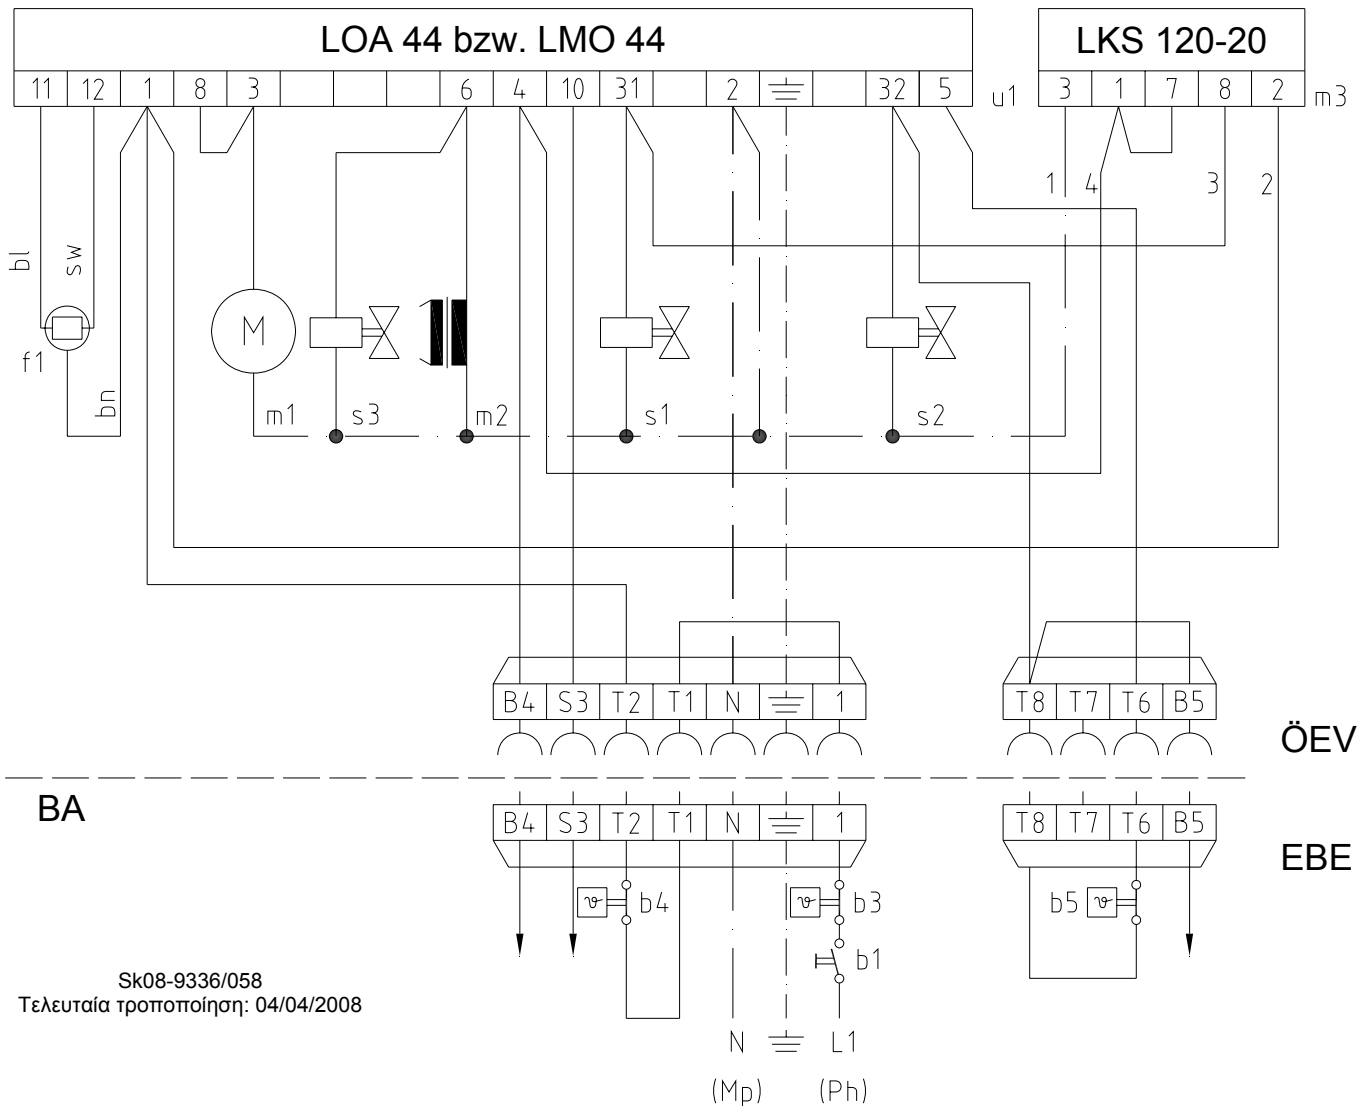 LOA 44 bzw. LMO 44
LKS 120-20
11 12 1 8 3 6 4 10 31 2 32 5 u1
3 1 7 8 2 m3
1 4 3 2
bl sw
f1
M
bn
m1 s3 m2 s1 s2
B4 S3 T2 T1 N 1
T8 T7 T6 B5
ÖEV
BA
B4 S3 T2 T1 N 1
T8 T7 T6 B5
EBE
ϑ b4
ϑ b3
b5 ϑ
b1
Sk08-9336/058
Τελευταία τροποποίηση: 04/04/2008
N L1
(Mp) (Ph)